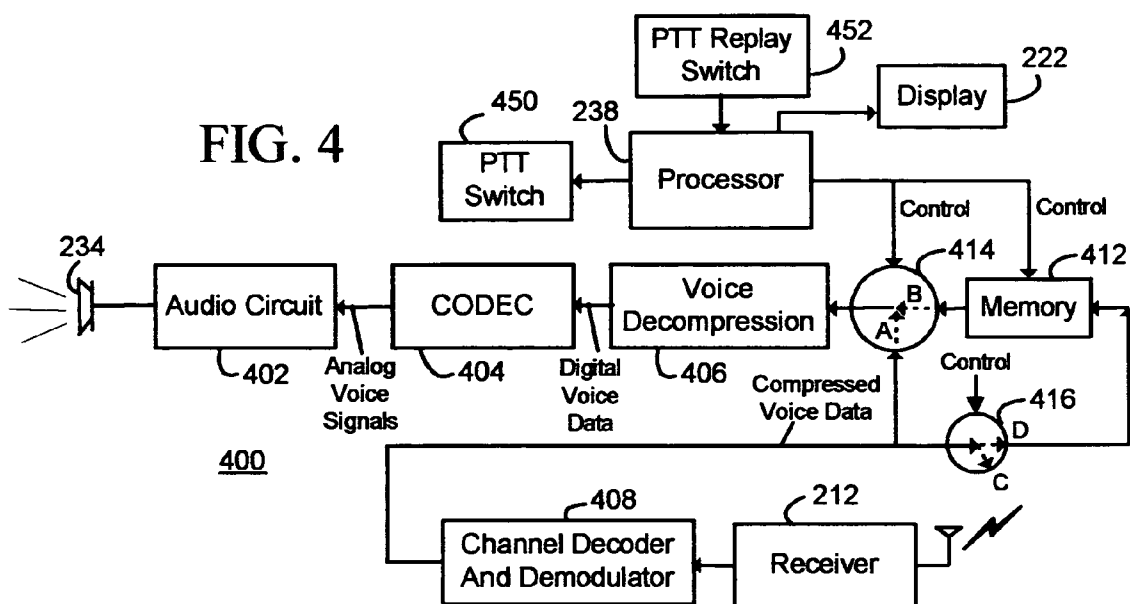 PTT Replay
Switch
452
Display
222
FIG. 4
450
PTT
Switch
238
Processor
Control
Control
234
Audio Circuit
402
Analog
Voice
Signals
CODEC
404
Digital
Voice
Data
Voice
Decompression
406
414
B
A
Memory
412
Compressed
Voice Data
Control
416
D
C
400
408
Channel Decoder
And Demodulator
212
Receiver